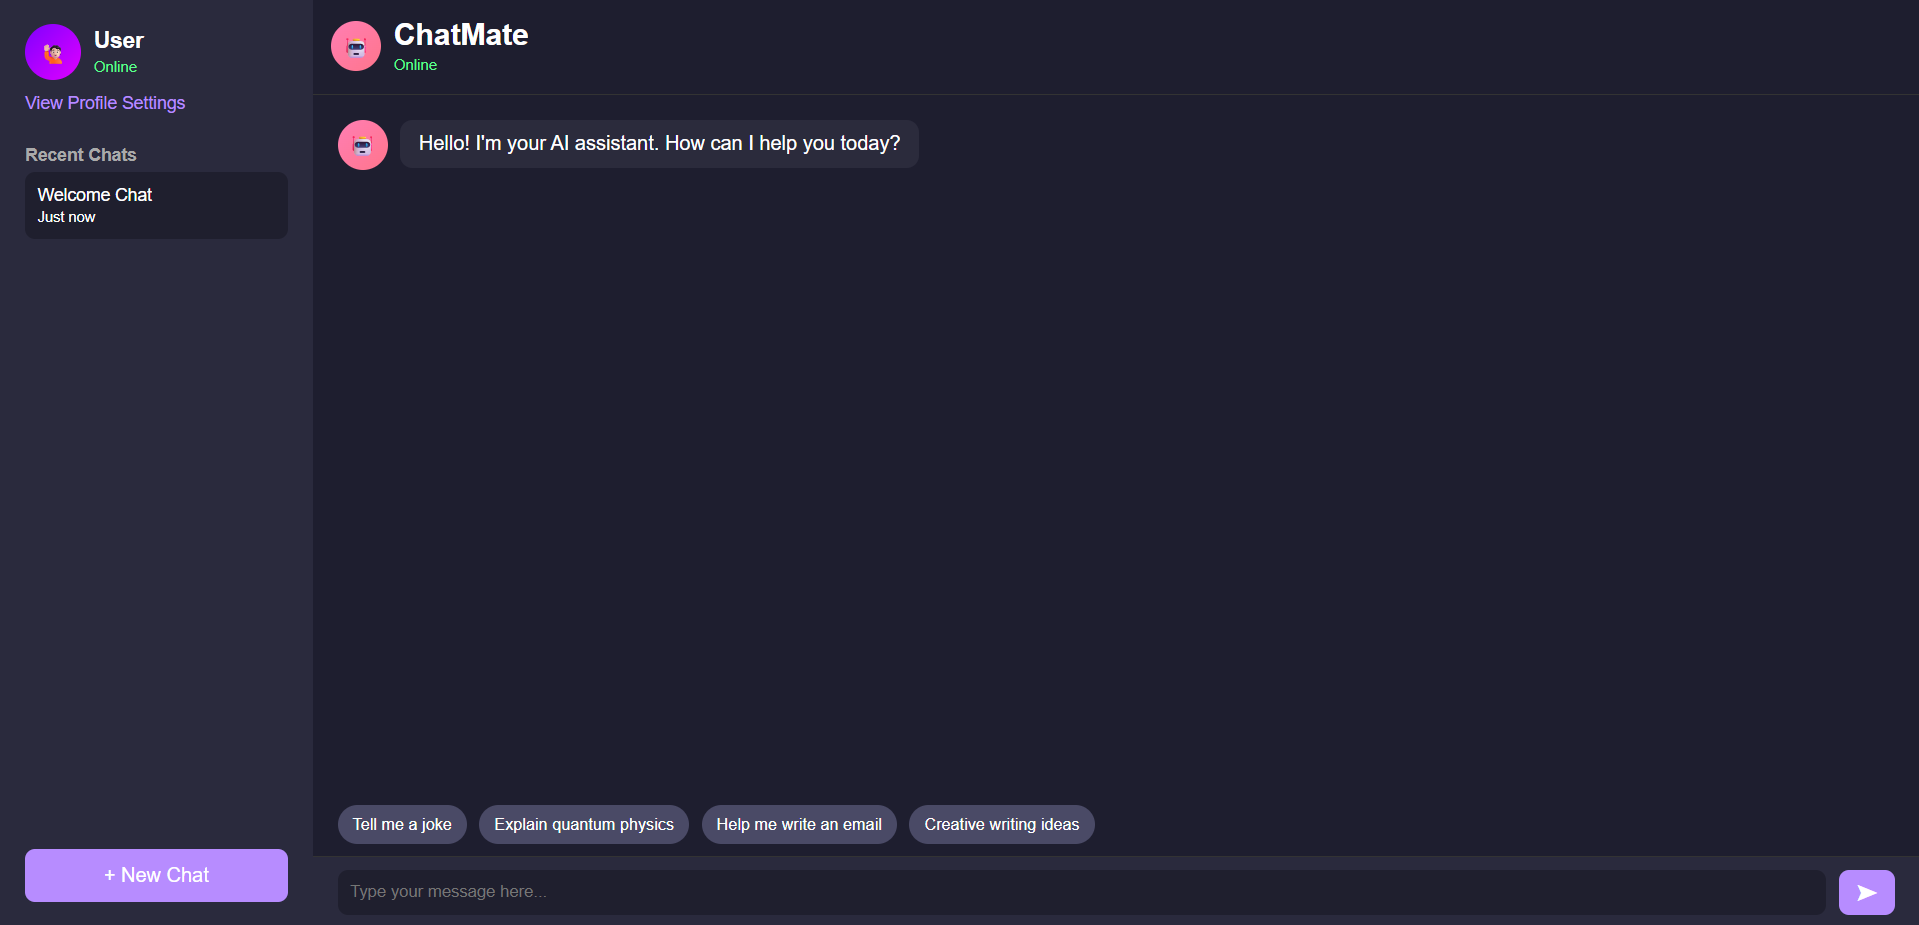 User
Online
View Profile Settings
Recent Chats
Welcome Chat
Just now
+ New Chat
ChatMate
Online
Hello! I'm your AI assistant. How can I help you today?
Tell me a joke
Explain quantum physics
Help me write an email
Creative writing ideas
Type your message here...